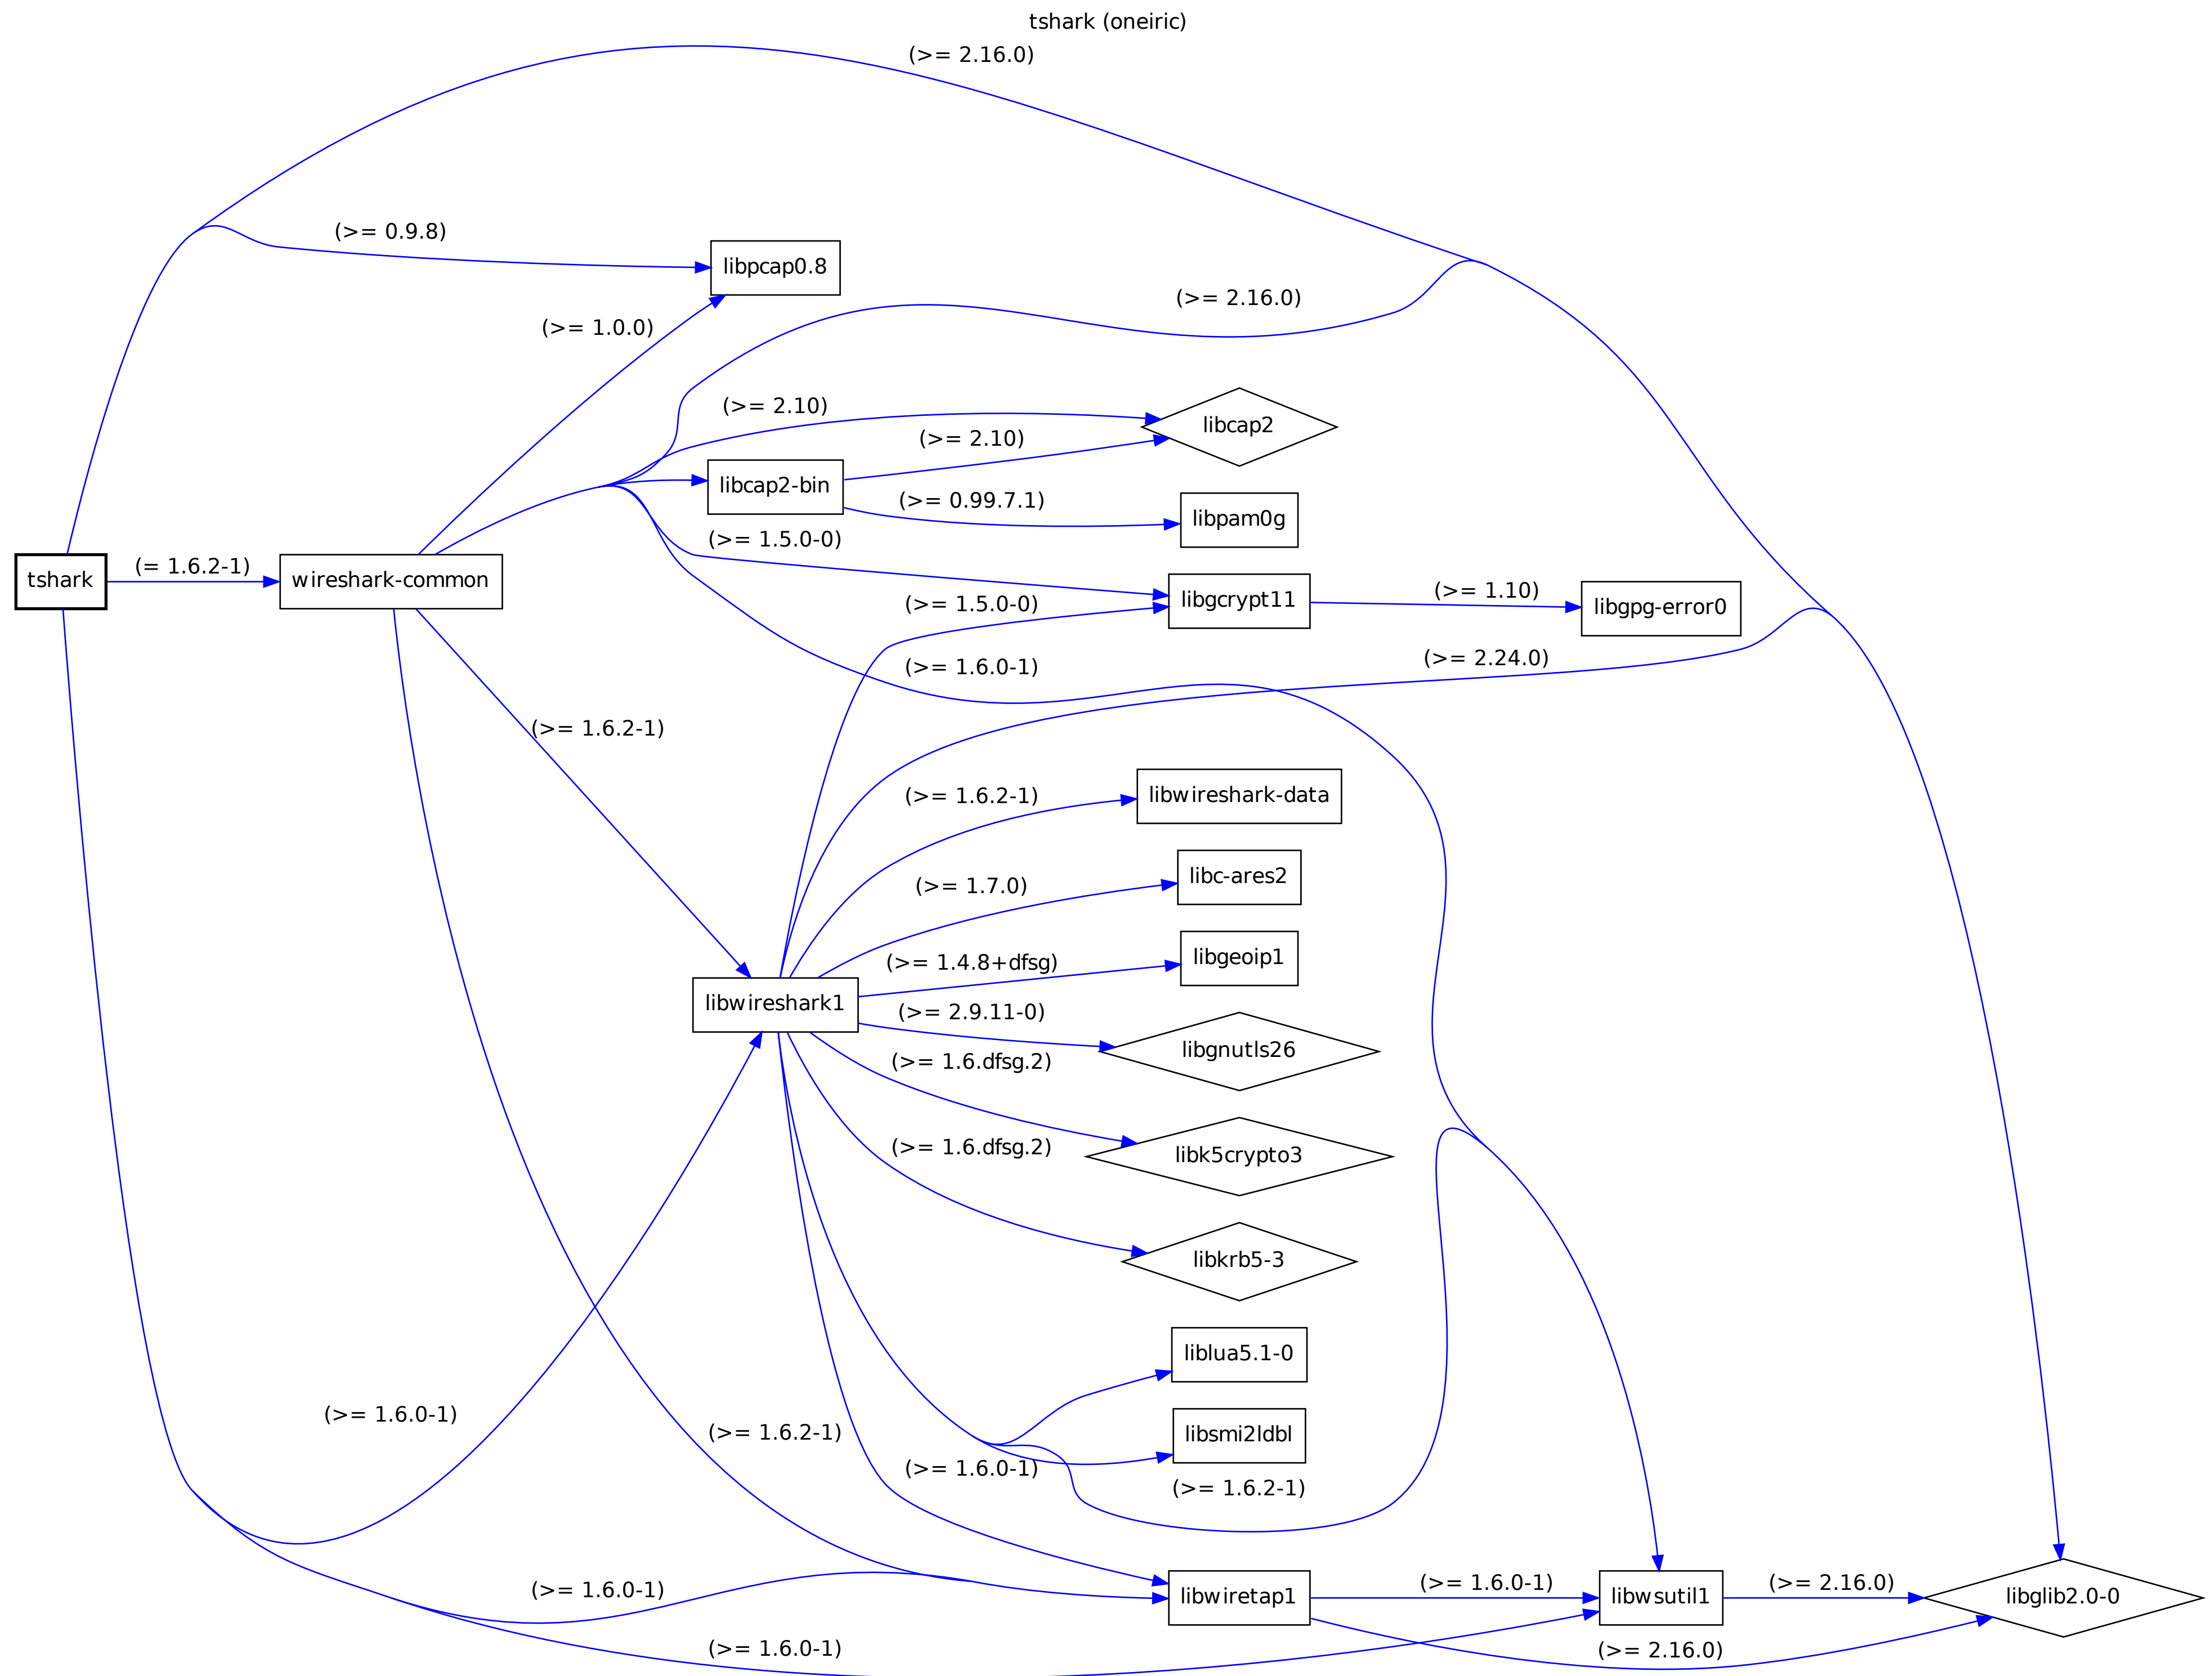 tshark (oneiric)
(>= 2.16.0)
(>= 0.9.8)
libpcap0.8
(>= 2.16.0)
(>= 1.0.0)
(>= 2.10)
libcap2
(>= 2.10)
libcap2-bin
(>= 0.99.7.1)
libpam0g
(>= 1.5.0-0)
tshark
(= 1.6.2-1)
wireshark-common
libgcrypt11
(>= 1.10)
libgpg-error0
(>= 1.5.0-0)
(>= 1.6.0-1)
(>= 2.24.0)
(>= 1.6.2-1)
(>= 1.6.2-1)
libwireshark-data
(>= 1.7.0)
libc-ares2
(>= 1.4.8+dfsg)
libgeoip1
libwireshark1
(>= 2.9.11-0)
libgnutls26
(>= 1.6.dfsg.2)
libk5crypto3
(>= 1.6.dfsg.2)
libkrb5-3
liblua5.1-0
(>= 1.6.0-1)
(>= 1.6.2-1)
libsmi2ldbl
(>= 1.6.0-1)
(>= 1.6.2-1)
(>= 1.6.0-1)
libwiretap1
(>= 1.6.0-1)
libwsutil1
(>= 2.16.0)
libglib2.0-0
(>= 1.6.0-1)
(>= 2.16.0)